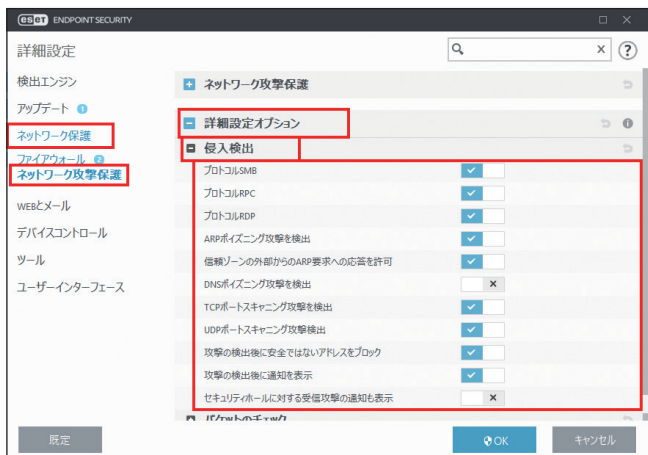 eset ENDPOINT SECURITY
詳細設定
検出エンジン
アップデート 1
ネットワーク保護
ファイアウォール 2
ネットワーク攻撃保護
WEBとメール
デバイスコントロール
ツール
ユーザーインターフェース
ネットワーク攻撃保護
詳細設定オプション
侵入検出
プロトコルSMB
プロトコルRPC
プロトコルRDP
ARPポイズニング攻撃を検出
信頼ゾーンの外部からのARP要求への応答を許可
DNSポイズニング攻撃を検出
TCPポートスキャニング攻撃を検出
UDPポートスキャニング攻撃検出
攻撃の検出後に安全ではないアドレスをブロック
攻撃の検出後に通知を表示
セキュリティホールに対する受信攻撃の通知も表示
パケットのチェック
既定
OK
キャンセル